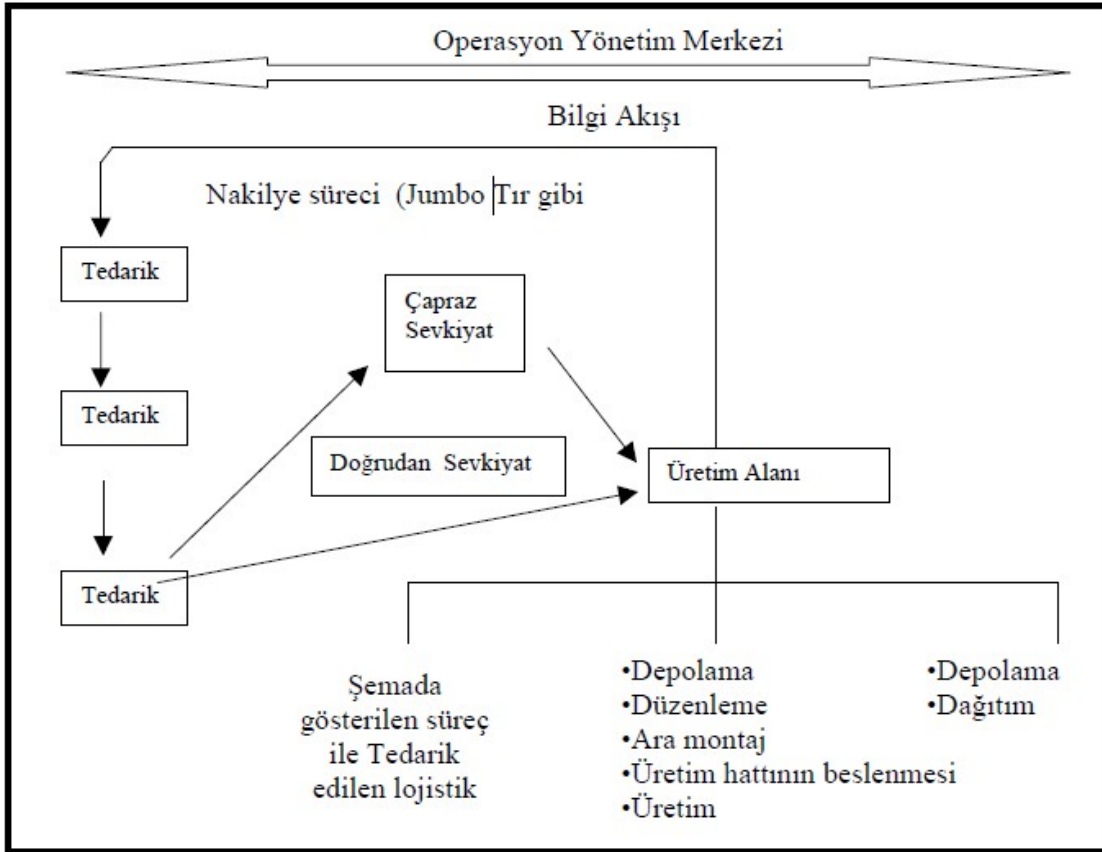 Operasyon Yönetim Merkezi
Bilgi Akışı
Nakilye süreci (Jumbo Tır gibi
Tedarik
Çapraz
Sevkiyat
Tedarik
Doğrudan Sevkiyat
Üretim Alanı
Tedarik
Şemada
gösterilen süreç
ile Tedarik
edilen lojistik
•Depolama
•Düzenleme
•Ara montaj
•Üretim hattının beslenmesi
•Üretim
•Depolama
•Dağıtım